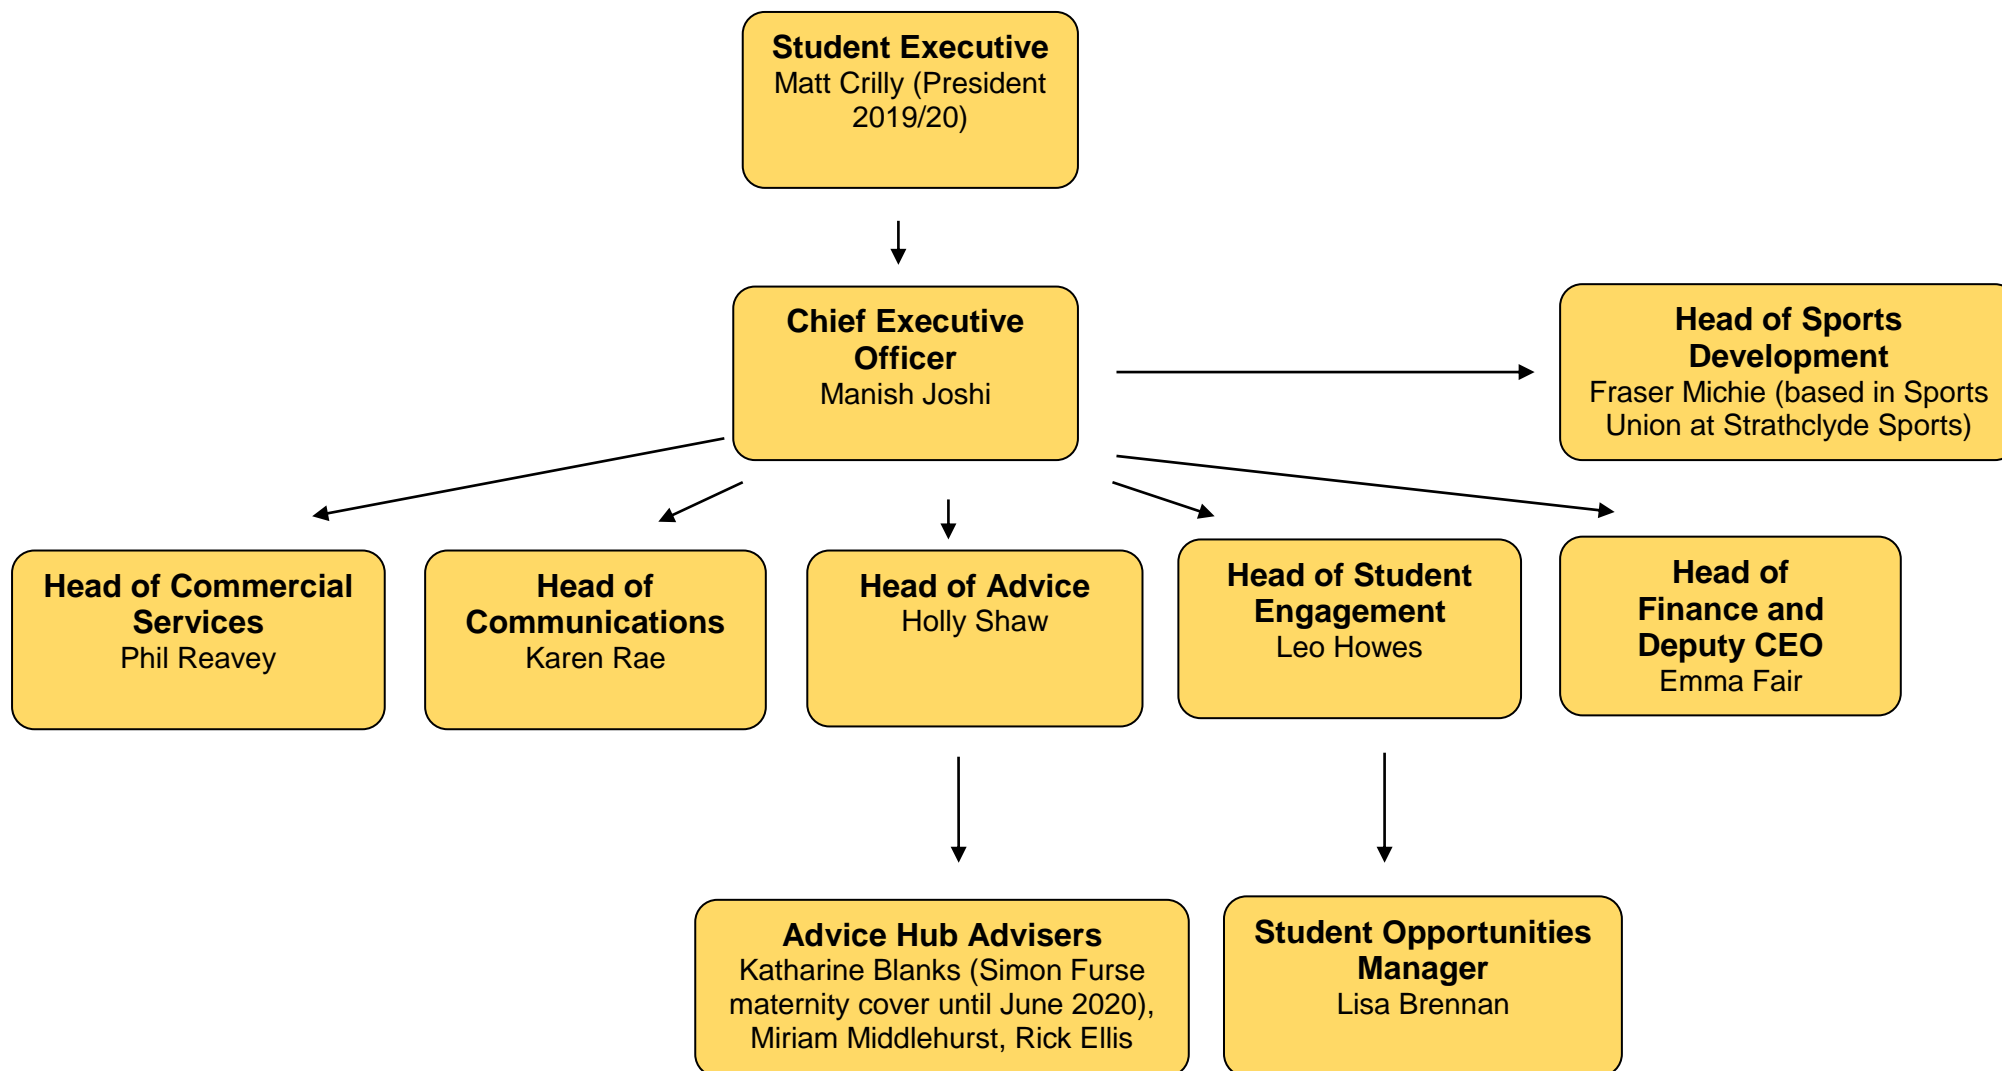 Student Executive
Matt Crilly (President
2019/20)
Chief Executive
Officer
Manish Joshi
Head of Sports
Development
Fraser Michie (based in Sports
Union at Strathclyde Sports)
Head of Commercial
Services
Phil Reavey
Head of
Communications
Karen Rae
Head of Advice
Holly Shaw
Head of Student
Engagement
Leo Howes
Head of
Finance and
Deputy CEO
Emma Fair
Advice Hub Advisers
Katharine Blanks (Simon Furse
maternity cover until June 2020),
Miriam Middlehurst, Rick Ellis
Student Opportunities
Manager
Lisa Brennan